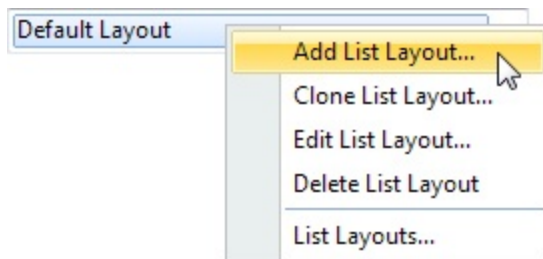 Default Layout
Add List Layout...
Clone List Layout...
Edit List Layout...
Delete List Layout
List Layouts...